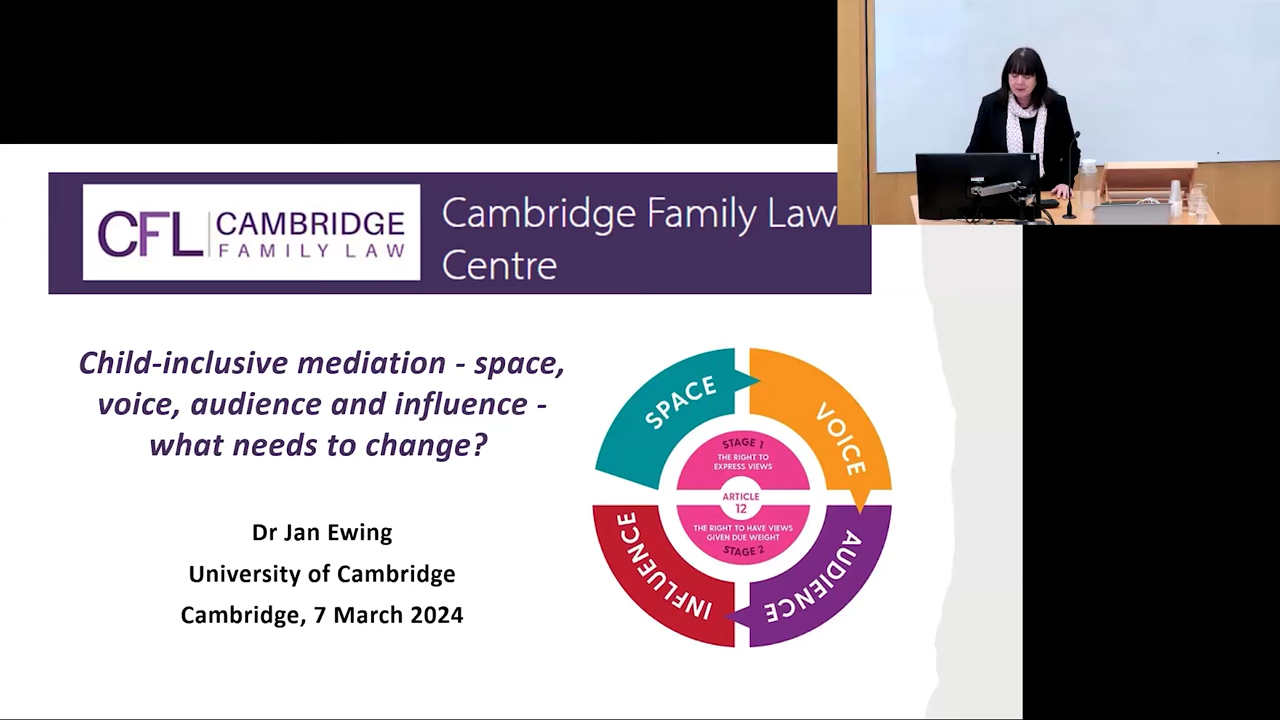 CFL CAMBRIDGE
FAMILY LAW
Cambridge Family Law
Centre
Child-inclusive mediation - space,
voice, audience and influence -
what needs to change?
Dr Jan Ewing
University of Cambridge
Cambridge, 7 March 2024
SPACE
VOICE
STAGE 1
THE RIGHT TO
EXPRESS VIEWS
ARTICLE
12
THE RIGHT TO HAVE VIEWS
GIVEN DUE WEIGHT
STAGE 2
AUDIENCE
INFLUENCE